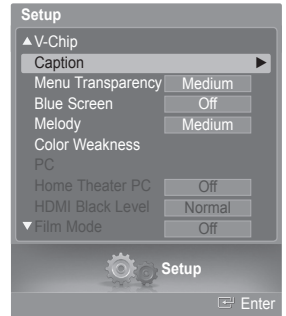 Setup
▲ V-Chip
Caption ▶
Menu Transparency Medium
Blue Screen Off
Melody Medium
Color Weakness
PC
Home Theater PC Off
HDMI Black Level Normal
▼ Film Mode Off
Setup
Enter